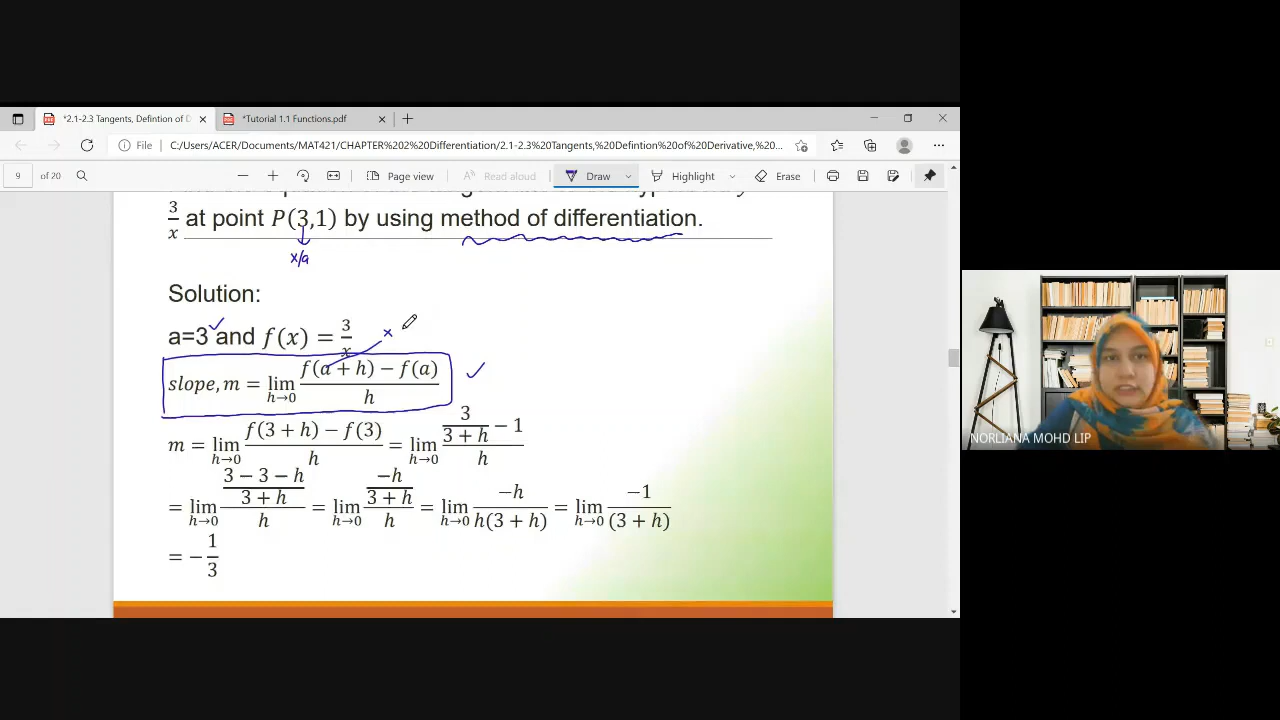 *2.1-2.3 Tangents, Defintion of D
*Tutorial 1.1 Functions.pdf
File C:/Users/ACER/Documents/MAT421/CHAPTER%202%20Differentiation/2.1-2.3%20Tangents,%20Defintion%20of%20Derivative,%20...
9 of 20 Page view Read aloud Draw Highlight Erase
3/x at point P(3,1) by using method of differentiation.
x/a
Solution:
a=3 ✓ and f(x) = 3/x
x
slope, m = lim h→0 (f(a + h) − f(a))/h ✓
m = lim h→0 (f(3 + h) − f(3))/h = lim h→0 (3/(3 + h) − 1)/h
= lim h→0 ((3 − 3 − h)/(3 + h))/h = lim h→0 (−h/(3 + h))/h = lim h→0 −h/(h(3 + h)) = lim h→0 −1/((3 + h))
= −1/3
NORLIANA MOHD LIP